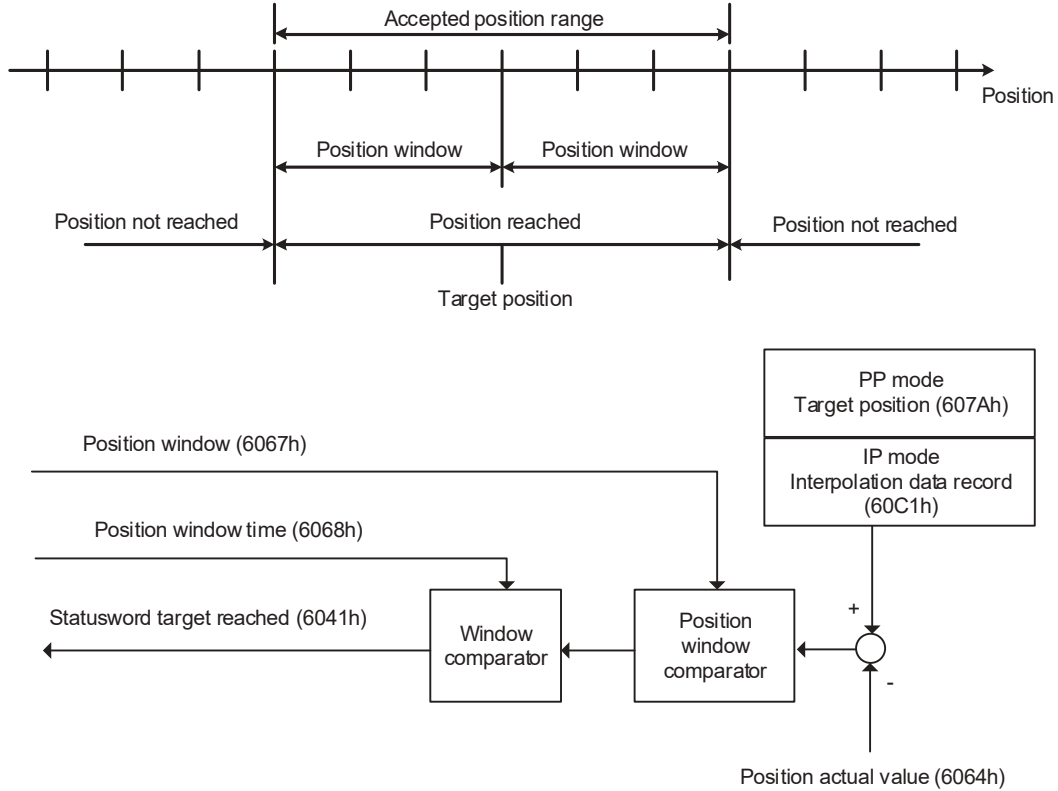 Accepted position range
Position
Position window
Position window
Position not reached
Position reached
Position not reached
Target position
PP mode
Target position (607Ah)
IP mode
Interpolation data record
(60C1h)
Position window (6067h)
Position window time (6068h)
Statusword target reached (6041h)
Window
comparator
Position
window
comparator
+
-
Position actual value (6064h)